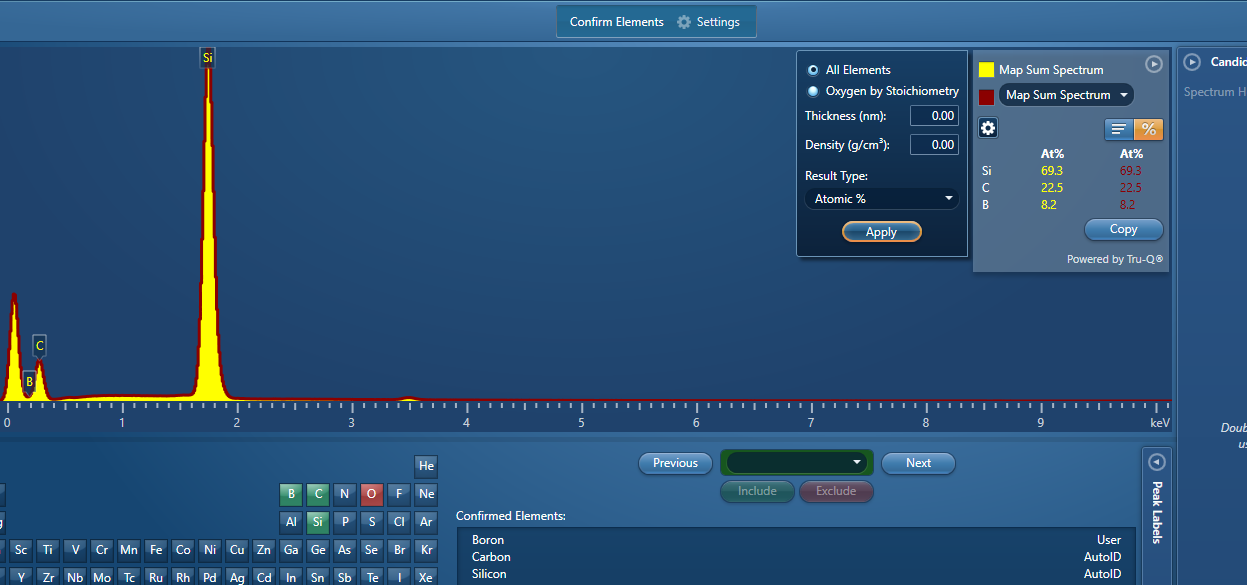 Confirm Elements Settings
Si
C
B
0 1 2 3 4 5 6 7 8 9 keV
All Elements
Oxygen by Stoichiometry
Thickness (nm): 0.00
Density (g/cm³): 0.00
Result Type:
Atomic %
Apply
Map Sum Spectrum
Map Sum Spectrum
%
At% At%
Si 69.3 69.3
C 22.5 22.5
B 8.2 8.2
Copy
Powered by Tru-Q®
Candic
Spectrum H
Doub
us
He
B C N O F Ne
g Al Si P S Cl Ar
Sc Ti V Cr Mn Fe Co Ni Cu Zn Ga Ge As Se Br Kr
Y Zr Nb Mo Tc Ru Rh Pd Ag Cd In Sn Sb Te I Xe
Previous Next
Include Exclude
Confirmed Elements:
Boron User
Carbon AutoID
Silicon AutoID
Peak Labels